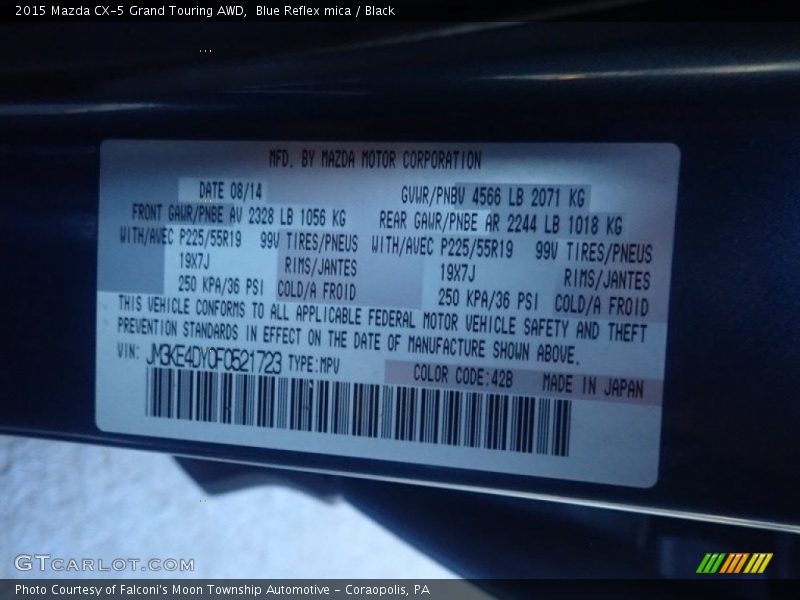 2015 Mazda CX-5 Grand Touring AWD,  Blue Reflex mica / Black
MFD. BY MAZDA MOTOR CORPORATION
DATE 08/14 GVWR/PNBV 4566 LB 2071 KG
FRONT GAWR/PNBE AV 2328 LB 1056 KG REAR GAWR/PNBE AR 2244 LB 1018 KG
WITH/AVEC P225/55R19 99V TIRES/PNEUS WITH/AVEC P225/55R19 99V TIRES/PNEUS
19X7J RIMS/JANTES 19X7J RIMS/JANTES
250 KPA/36 PSI COLD/A FROID 250 KPA/36 PSI COLD/A FROID
THIS VEHICLE CONFORMS TO ALL APPLICABLE FEDERAL MOTOR VEHICLE SAFETY AND THEFT
PREVENTION STANDARDS IN EFFECT ON THE DATE OF MANUFACTURE SHOWN ABOVE.
VIN: JM3KE4DY0F0521723 TYPE:MPV COLOR CODE:42B MADE IN JAPAN
GTCARLOT.COM
Photo Courtesy of Falconi's Moon Township Automotive - Coraopolis, PA